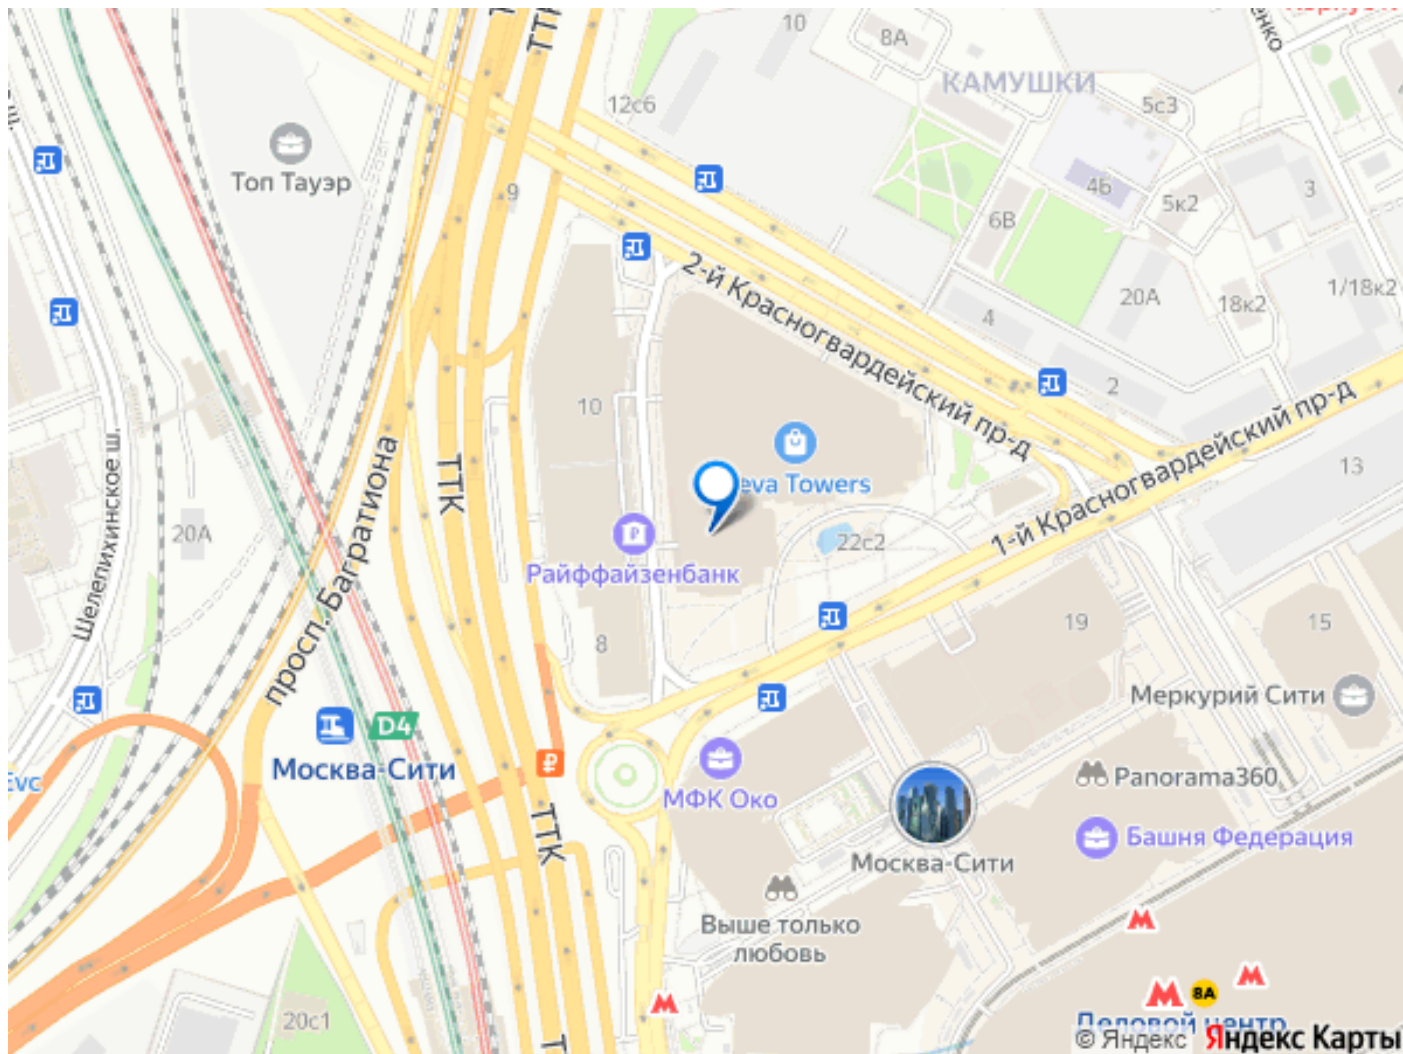 10
8А
КАМУШКИ
12с6
5с3
Топ Тауэр
9
4Б
3
5к2
6В
2-й Красногвардейский пр-д
20А
18к2
1/18к2
4
2
10
ТТК
просп. Багратиона
Шелепихинское ш.
1-й Красногвардейский пр-д
13
eva Towers
20А
22с2
Райффайзенбанк
8
19
15
Меркурий Сити
D4
Москва-Сити
МФК Око
Panorama360
ТТК
Башня Федерация
Москва-Сити
Выше только
любовь
20с1
8А
Деловой центр
© Яндекс Яндекс Карты